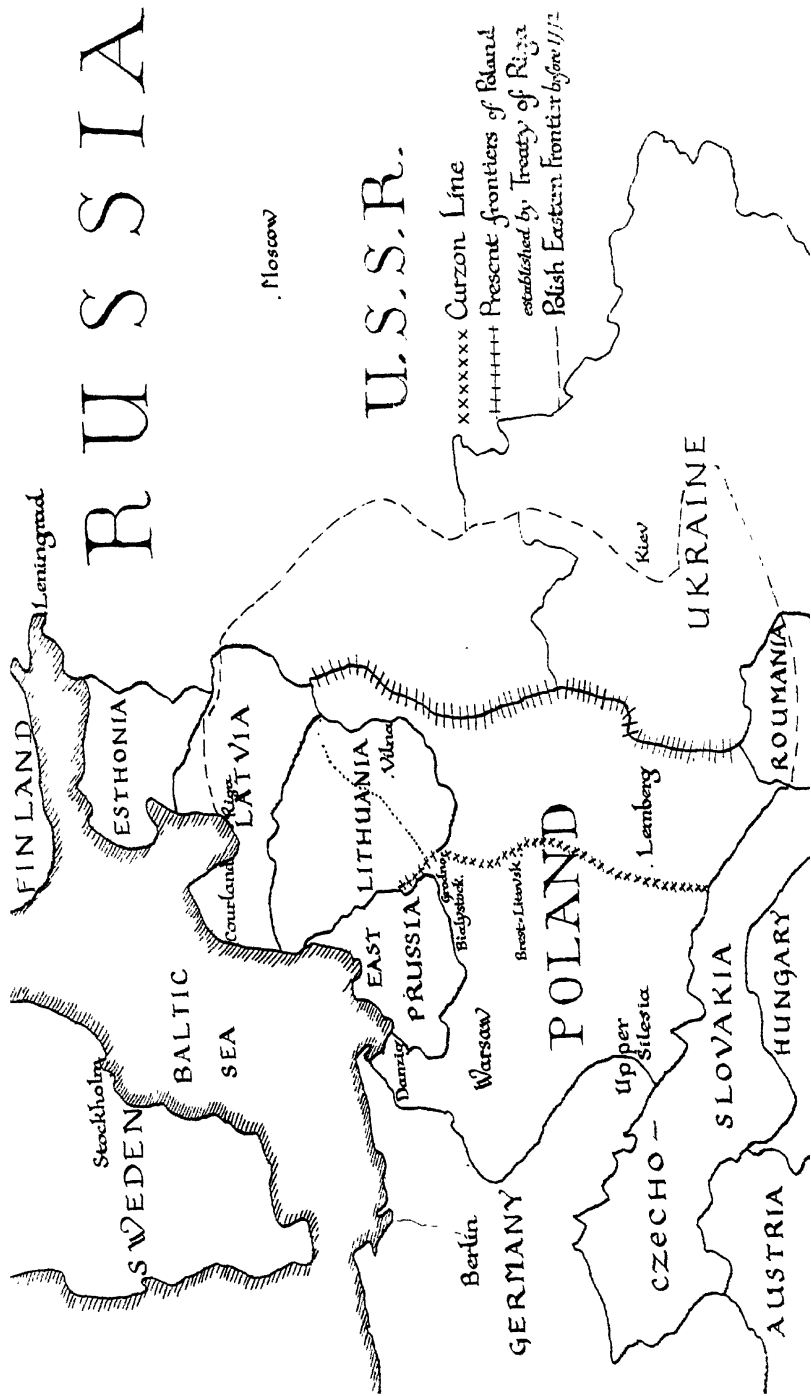 FINLAND
Leningrad
RUSSIA
Stockholm
SWEDEN
BALTIC
SEA
ESTHONIA
Riga
LATVIA
Courland
.Moscow
LITHUANIA
.Vilna
EAST
PRUSSIA
Danzig
Grodno
Bialystock.
U.S.S.R.
xxxxxxx Curzon Line
Present frontiers of Poland
established by Treaty of Riga
Polish Eastern Frontier before
Berlin
GERMANY
Warsaw
Brest-Litovsk.
POLAND
Upper
Silesia
.Lemberg
Kiev
UKRAINE
CZECHO-
SLOVAKIA
AUSTRIA
HUNGARY
ROUMANIA